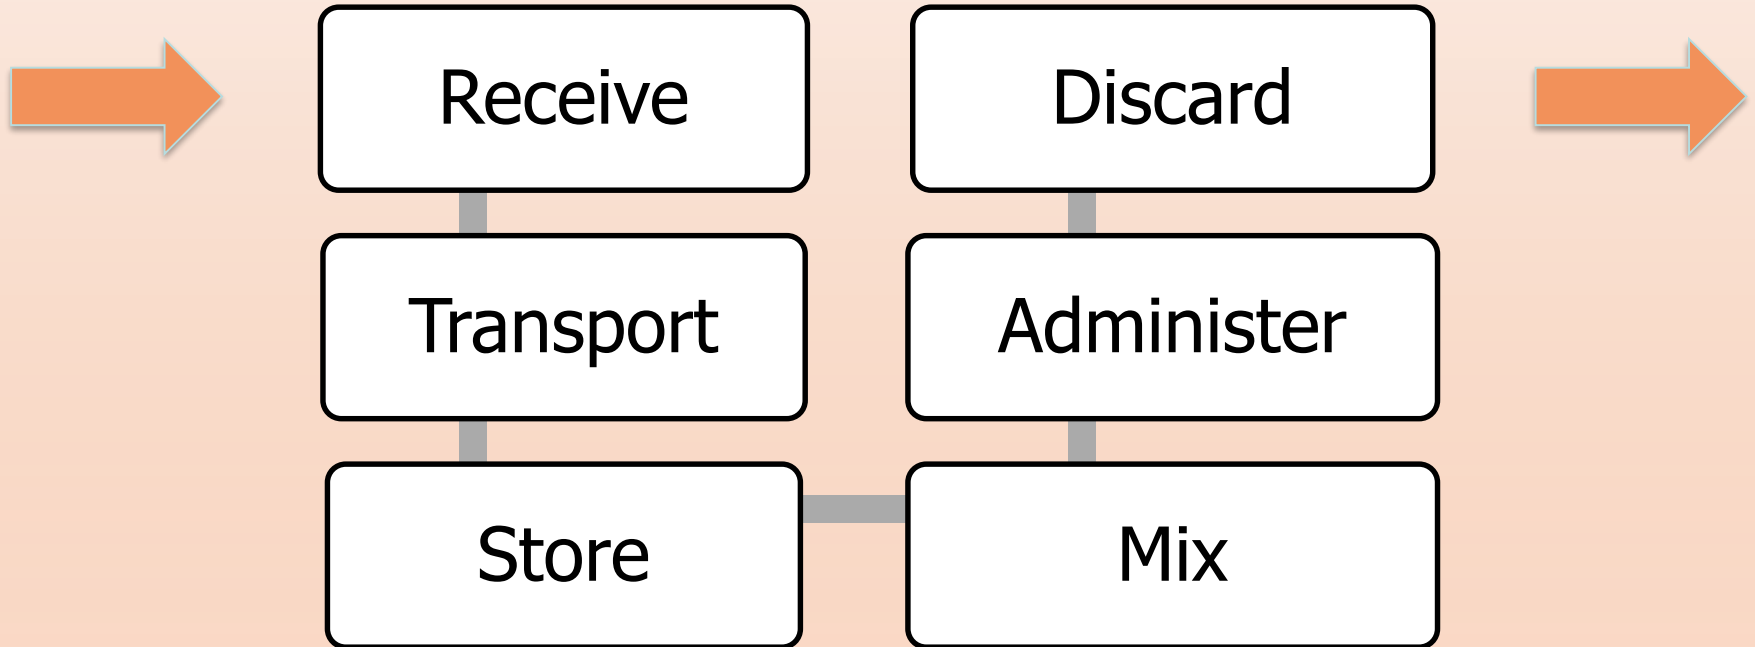 Receive
Transport
Store
Mix
Administer
Discard